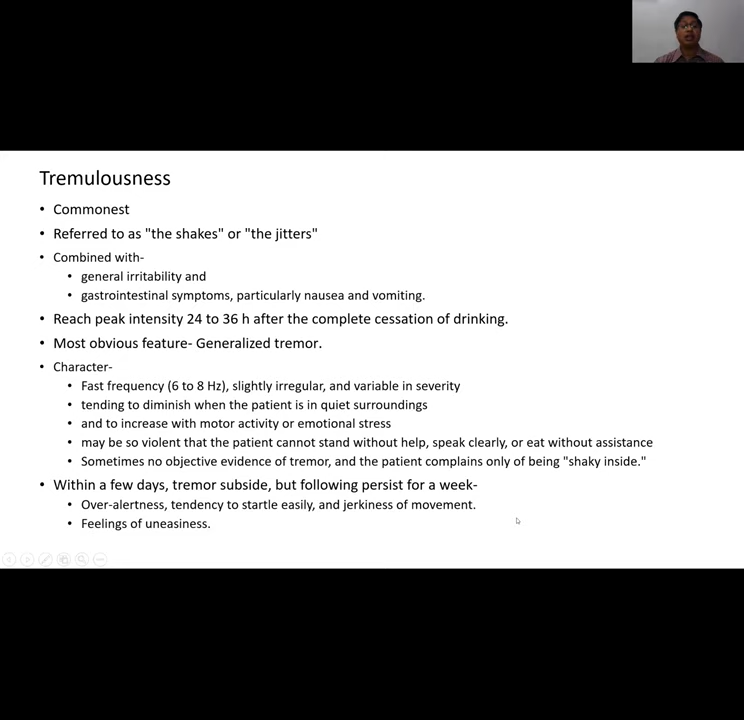 Tremulousness
• Commonest
• Referred to as "the shakes" or "the jitters"
• Combined with-
• general irritability and
• gastrointestinal symptoms, particularly nausea and vomiting.
• Reach peak intensity 24 to 36 h after the complete cessation of drinking.
• Most obvious feature- Generalized tremor.
• Character-
• Fast frequency (6 to 8 Hz), slightly irregular, and variable in severity
• tending to diminish when the patient is in quiet surroundings
• and to increase with motor activity or emotional stress
• may be so violent that the patient cannot stand without help, speak clearly, or eat without assistance
• Sometimes no objective evidence of tremor, and the patient complains only of being "shaky inside."
• Within a few days, tremor subside, but following persist for a week-
• Over-alertness, tendency to startle easily, and jerkiness of movement.
• Feelings of uneasiness.